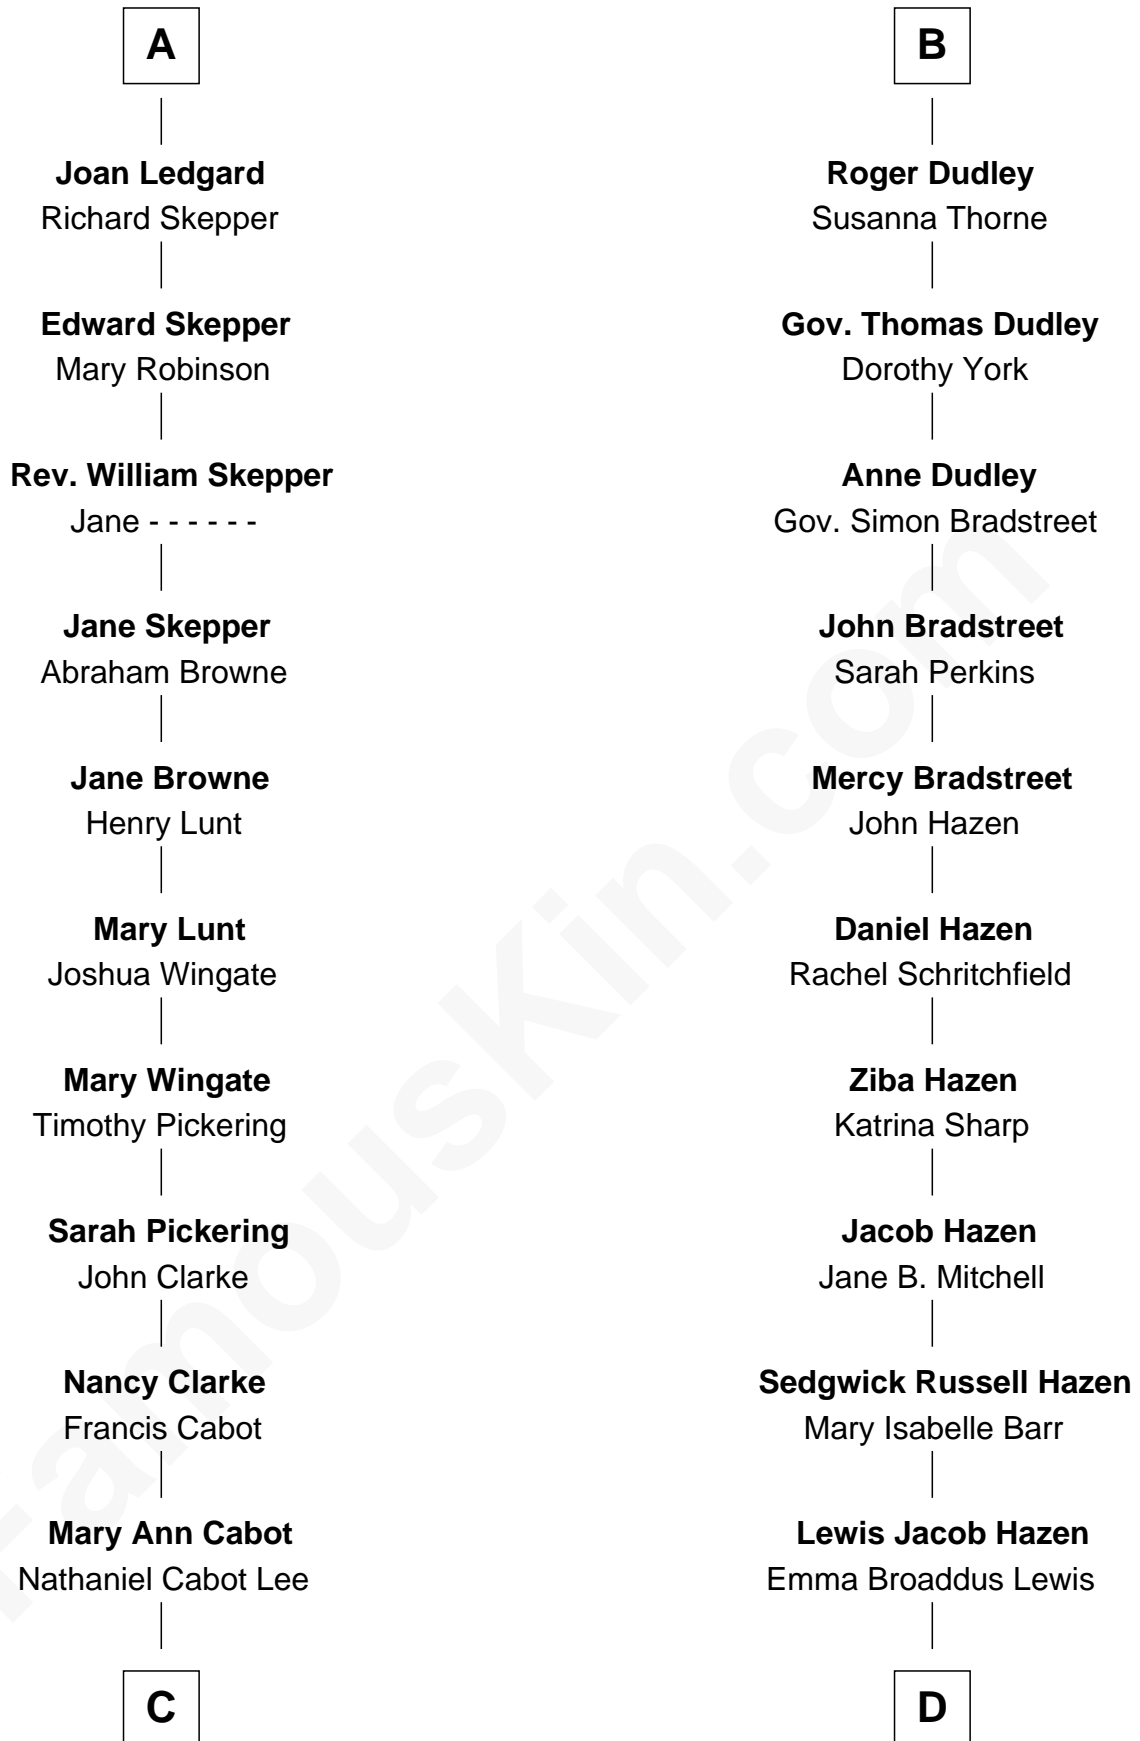 A
Joan Ledgard
Richard Skepper
Edward Skepper
Mary Robinson
Rev. William Skepper
Jane - - - - - -
Jane Skepper
Abraham Browne
Jane Browne
Henry Lunt
Mary Lunt
Joshua Wingate
Mary Wingate
Timothy Pickering
Sarah Pickering
John Clarke
Nancy Clarke
Francis Cabot
Mary Ann Cabot
Nathaniel Cabot Lee
C
B
Roger Dudley
Susanna Thorne
Gov. Thomas Dudley
Dorothy York
Anne Dudley
Gov. Simon Bradstreet
John Bradstreet
Sarah Perkins
Mercy Bradstreet
John Hazen
Daniel Hazen
Rachel Schritchfield
Ziba Hazen
Katrina Sharp
Jacob Hazen
Jane B. Mitchell
Sedgwick Russell Hazen
Mary Isabelle Barr
Lewis Jacob Hazen
Emma Broaddus Lewis
D
FamousKin.com